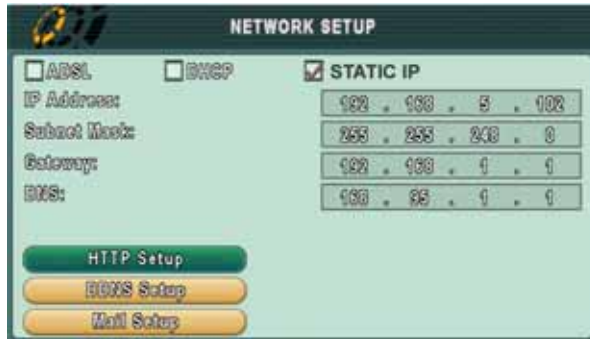 NETWORK SETUP
ADSL DHCP STATIC IP
IP Address: 192 . 168 . 5 . 102
Subnet Mask: 255 . 255 . 248 . 0
Gateway: 192 . 168 . 1 . 1
DNS: 168 . 95 . 1 . 1
HTTP Setup
DDNS Setup
Mail Setup